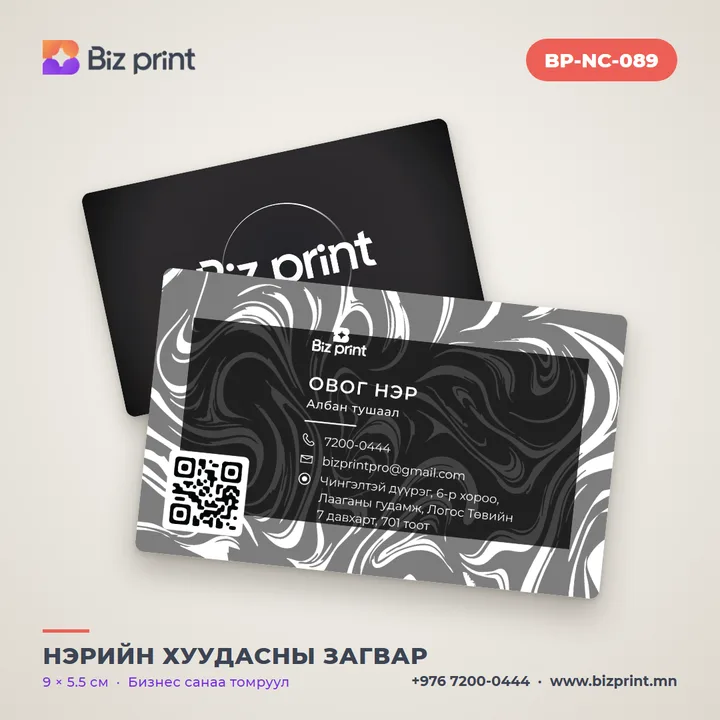 Biz print
BP-NC-089
Biz print
Biz print
ОВОГ НЭР
Албан тушаал
7200-0444
bizprintpro@gmail.com
Чингэлтэй дүүрэг, 6-р хороо,
Лааганы гудамж, Логос Төвийн
7 давхарт, 701 тоот
НЭРИЙН ХУУДАСНЫ ЗАГВАР
9 × 5.5 см · Бизнес санаа томруул
+976 7200-0444 · www.bizprint.mn